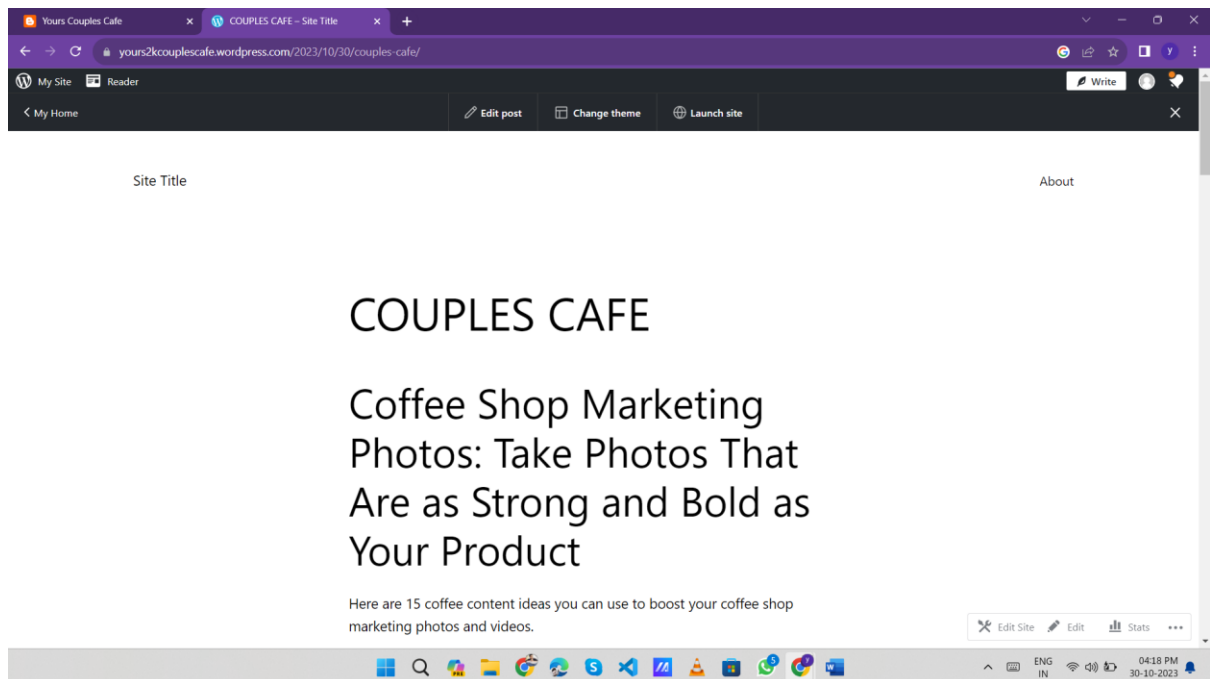 Yours Couples Cafe
COUPLES CAFE – Site Title
yours2kcouplescafe.wordpress.com/2023/10/30/couples-cafe/
My Site Reader Write
My Home Edit post Change theme Launch site
Site Title About
COUPLES CAFE
Coffee Shop Marketing
Photos: Take Photos That
Are as Strong and Bold as
Your Product
Here are 15 coffee content ideas you can use to boost your coffee shop
marketing photos and videos.
Edit Site Edit Stats
ENG 04:18 PM
IN 30-10-2023